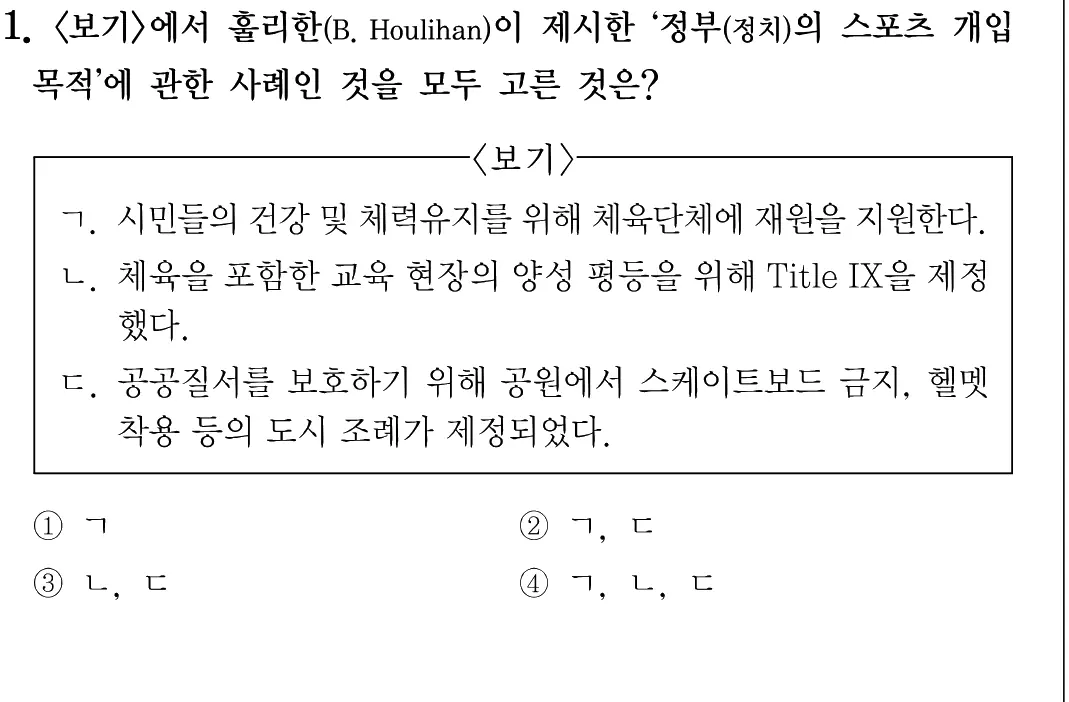 1. 〈보기〉에서 훌리한(B. Houlihan)이 제시한 ‘정부(정치)의 스포츠 개입
목적’에 관한 사례인 것을 모두 고른 것은?
〈보기〉
ㄱ. 시민들의 건강 및 체력유지를 위해 체육단체에 재원을 지원한다.
ㄴ. 체육을 포함한 교육 현장의 양성 평등을 위해 Title IX을 제정
했다.
ㄷ. 공공질서를 보호하기 위해 공원에서 스케이트보드 금지, 헬멧
착용 등의 도시 조례가 제정되었다.
① ㄱ ② ㄱ, ㄷ
③ ㄴ, ㄷ ④ ㄱ, ㄴ, ㄷ